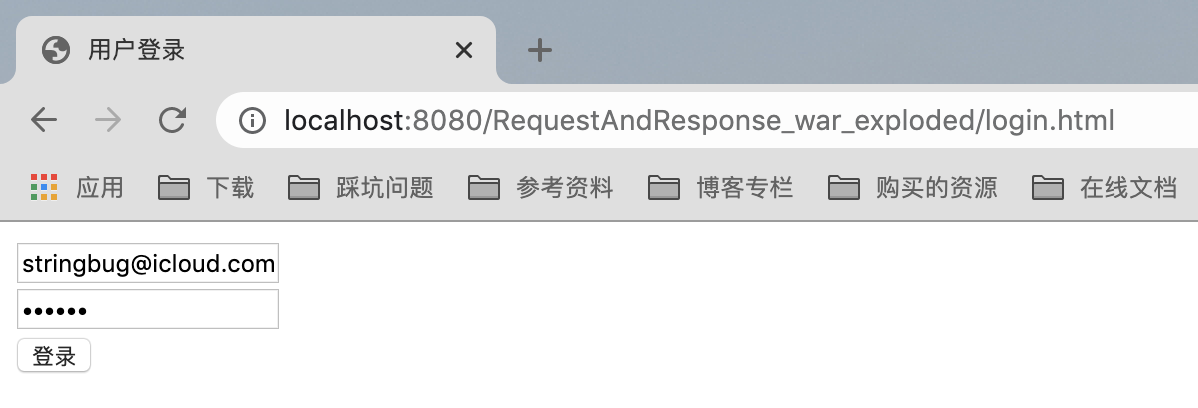 用户登录
localhost:8080/RequestAndResponse_war_exploded/login.html
应用 下载 踩坑问题 参考资料 博客专栏 购买的资源 在线文档
stringbug@icloud.com
••••••
登录